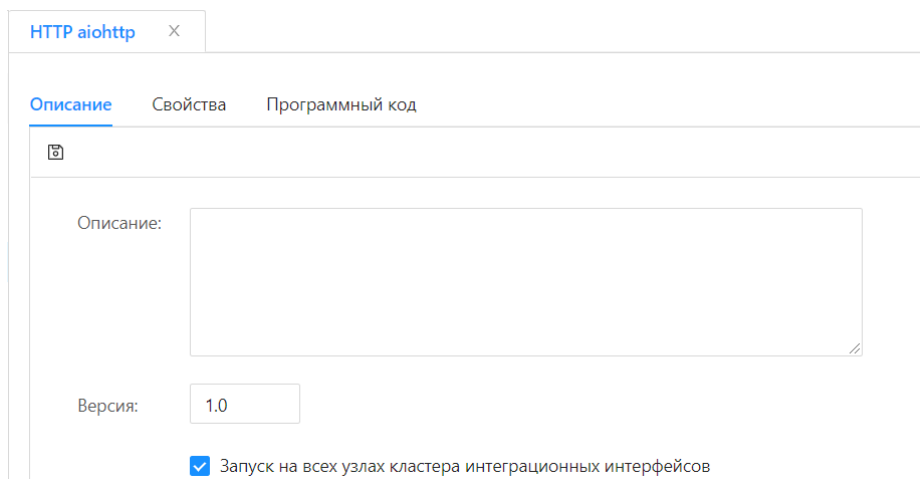 HTTP aiohttp
Описание Свойства Программный код
Описание:
Версия: 1.0
Запуск на всех узлах кластера интеграционных интерфейсов